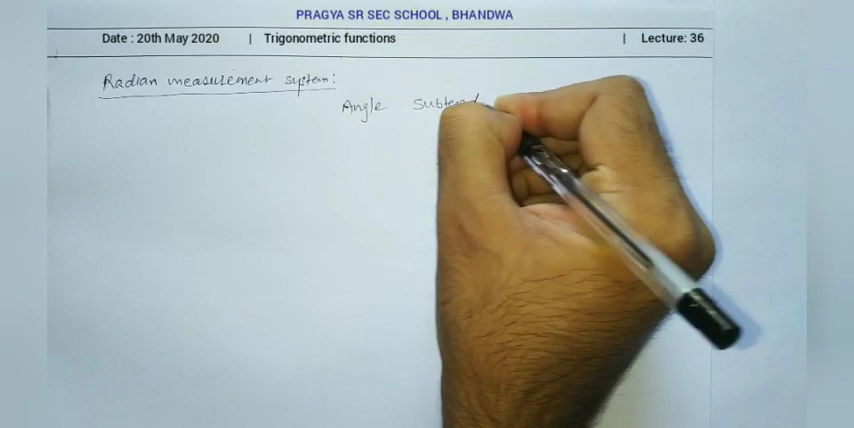 PRAGYA SR SEC SCHOOL, BHANDWA
Date : 20th May 2020 | Trigonometric functions | Lecture: 36
Radian measurement system:
Angle